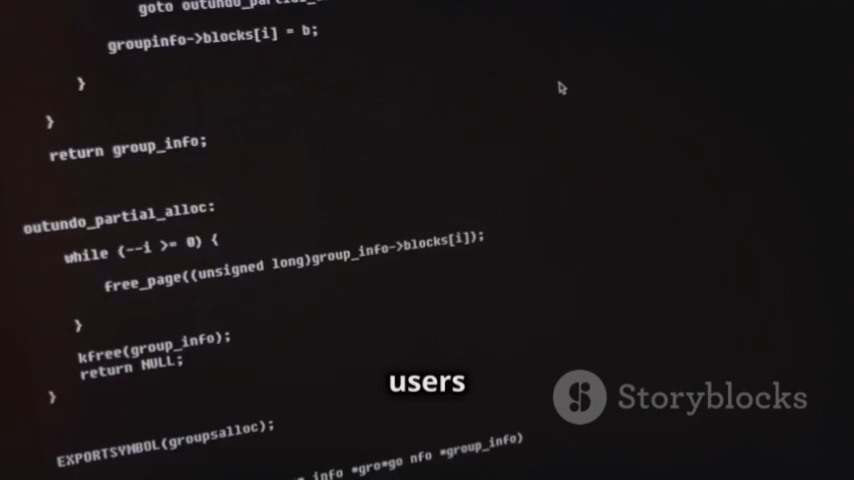 goto outundo_partial_
groupinfo->blocks[i] = b;
}
}
return group_info;
outundo_partial_alloc:
while (--i >= 0) {
free_page((unsigned long)group_info->blocks[i]);
}
kfree(group_info);
return NULL;
}
EXPORTSYMBOL(groupsalloc);
info *gro*go nfo *group_info)
users
Storyblocks